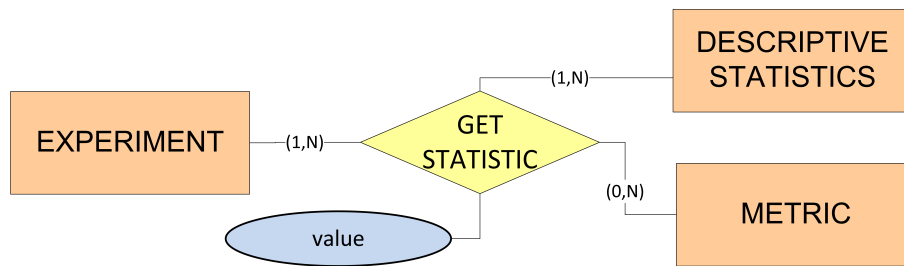 DESCRIPTIVE
STATISTICS
(1,N)
EXPERIMENT
(1,N)
GET
STATISTIC
(0,N)
METRIC
value